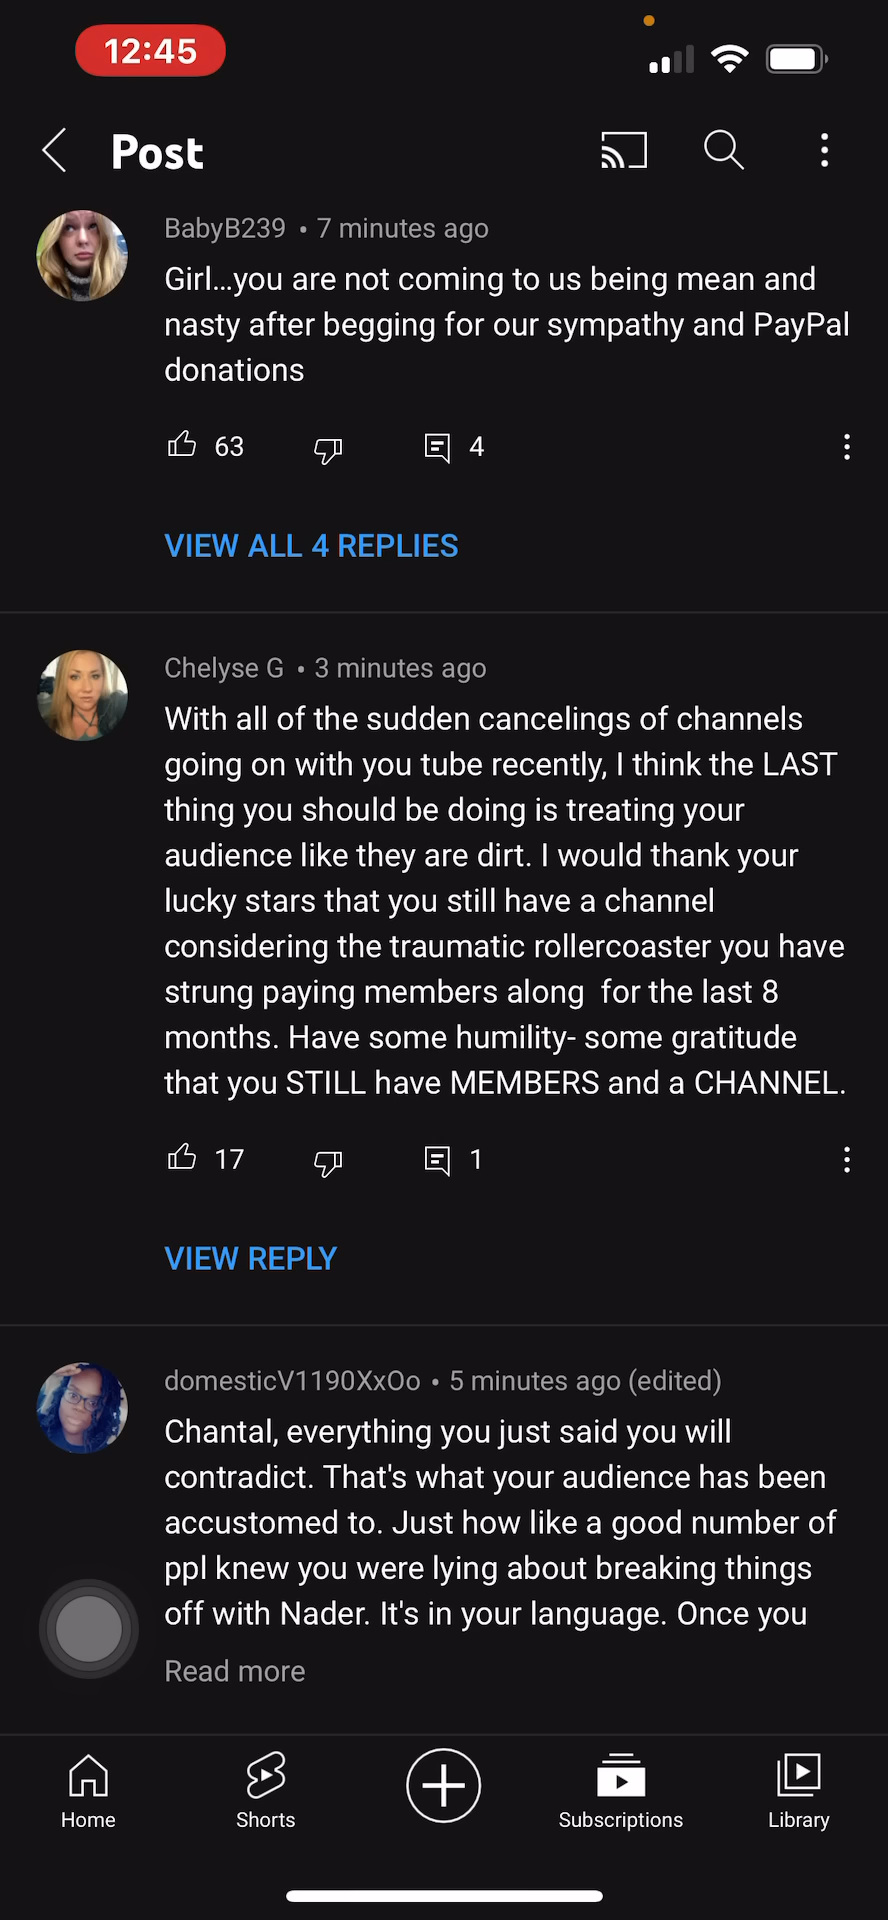 12:45
Post
BabyB239 • 7 minutes ago
Girl...you are not coming to us being mean and
nasty after begging for our sympathy and PayPal
donations
63
4
VIEW ALL 4 REPLIES
Chelyse G • 3 minutes ago
With all of the sudden cancelings of channels
going on with you tube recently, I think the LAST
thing you should be doing is treating your
audience like they are dirt. I would thank your
lucky stars that you still have a channel
considering the traumatic rollercoaster you have
strung paying members along  for the last 8
months. Have some humility- some gratitude
that you STILL have MEMBERS and a CHANNEL.
17
1
VIEW REPLY
domesticV1190XxOo • 5 minutes ago (edited)
Chantal, everything you just said you will
contradict. That's what your audience has been
accustomed to. Just how like a good number of
ppl knew you were lying about breaking things
off with Nader. It's in your language. Once you
Read more
Home
Shorts
Subscriptions
Library